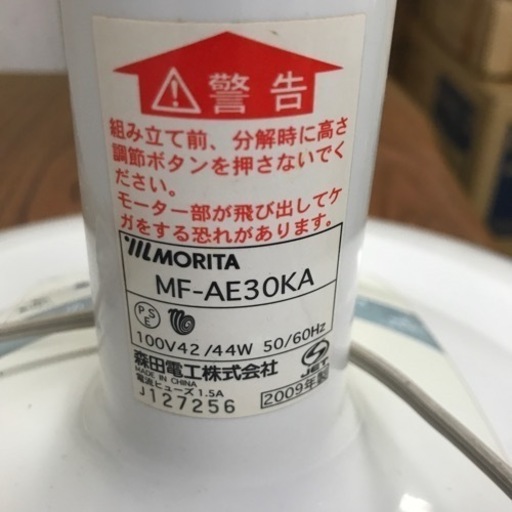 警告
組み立て前、分解時に高さ
調節ボタンを押さないでく
ださい。
モーター部が飛び出してケ
ガをする恐れがあります。
MORITA
MF-AE30KA
PSE
100V42/44W 50/60Hz
森田電工株式会社
JET
MADE IN CHINA
電流ヒューズ1.5A
2009年製
J127256